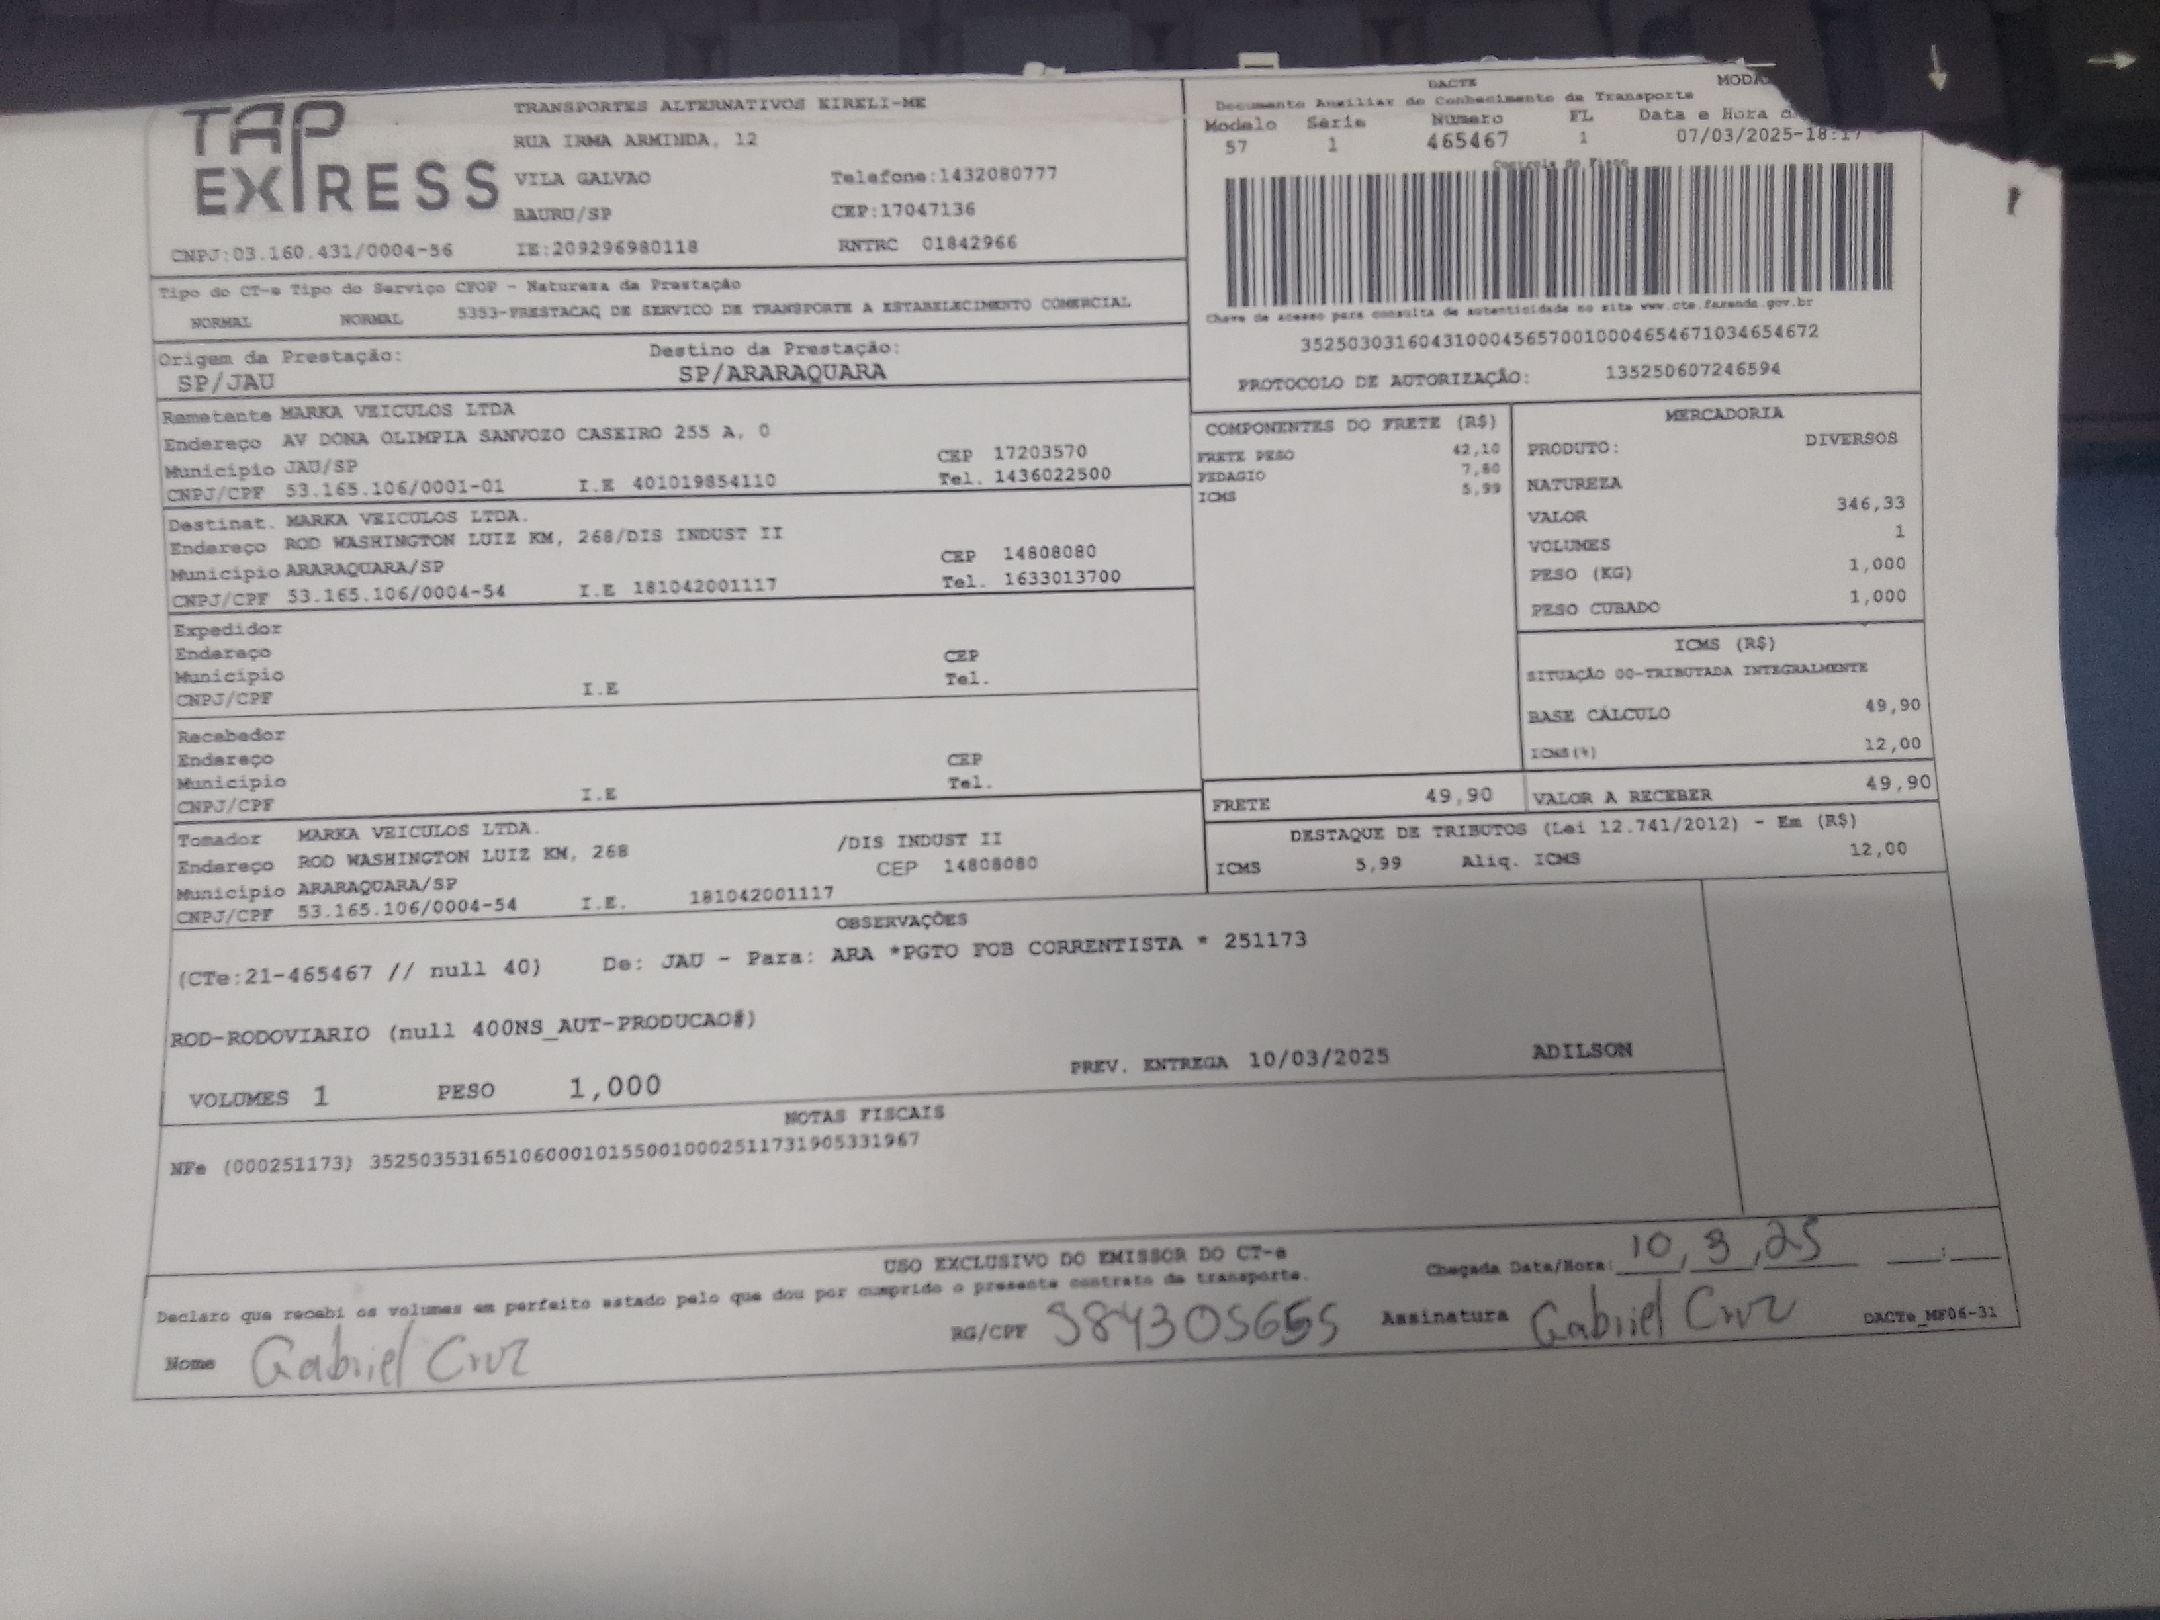 TAP EXPRESS
TRANSPORTES ALTERNATIVOS EIRELI-ME
RUA IRMA ARMINDA, 12
VILA GALVAO Telefone:1432080777
BAURU/SP CEP:17047136
CNPJ:03.160.431/0004-56 IE:209296980118 RNTRC 01842966
DACTE
Documento Auxiliar do Conhecimento de Transporte
Modelo Série Número FL Data e Hora
57 1 465467 1 07/03/2025-18:17
Controle do Fisco
Chave de acesso para consulta de autenticidade no site www.cte.fazenda.gov.br
35250303160431000456570010004654671034654672
PROTOCOLO DE AUTORIZAÇÃO: 135250607246594
Tipo do CT-e Tipo do Serviço CFOP - Natureza da Prestação
NORMAL NORMAL 5353-PRESTACAÇ DE SERVICO DE TRANSPORTE A ESTABELECIMENTO COMERCIAL
Origem da Prestação: Destino da Prestação:
SP/JAU SP/ARARAQUARA
Remetente MARKA VEICULOS LTDA
Endereço AV DONA OLIMPIA SANVOZO CASEIRO 255 A, 0
Município JAU/SP CEP 17203570
CNPJ/CPF 53.165.106/0001-01 I.E 401019854110 Tel. 1436022500
Destinat. MARKA VEICULOS LTDA.
Endereço ROD WASHINGTON LUIZ KM, 268/DIS INDUST II
Município ARARAQUARA/SP CEP 14808080
CNPJ/CPF 53.165.106/0004-54 I.E 181042001117 Tel. 1633013700
Expedidor
Endereço
Município CEP
CNPJ/CPF I.E Tel.
Recebedor
Endereço
Município CEP
CNPJ/CPF I.E Tel.
Tomador MARKA VEICULOS LTDA.
Endereço ROD WASHINGTON LUIZ KM, 268 /DIS INDUST II
Município ARARAQUARA/SP CEP 14808080
CNPJ/CPF 53.165.106/0004-54 I.E. 181042001117
COMPONENTES DO FRETE (R$)
FRETE PESO 42,10
PEDAGIO 7,80
ICMS 5,99
MERCADORIA
PRODUTO: DIVERSOS
NATUREZA
VALOR 346,33
VOLUMES 1
PESO (KG) 1,000
PESO CUBADO 1,000
ICMS (R$)
SITUAÇÃO 00-TRIBUTADA INTEGRALMENTE
BASE CÁLCULO 49,90
ICMS(%) 12,00
FRETE 49,90 VALOR A RECEBER 49,90
DESTAQUE DE TRIBUTOS (Lei 12.741/2012) - Em (R$)
ICMS 5,99 Aliq. ICMS 12,00
OBSERVAÇÕES
(CTe:21-465467 // null 40) De: JAU - Para: ARA *PGTO FOB CORRENTISTA * 251173
ROD-RODOVIARIO (null 400NS_AUT-PRODUCAO#)
VOLUMES 1 PESO 1,000 PREV. ENTREGA 10/03/2025 ADILSON
NOTAS FISCAIS
NFe (000251173) 35250353165106000101550010002511731905331967
USO EXCLUSIVO DO EMISSOR DO CT-e
Declaro que recebi os volumes em perfeito estado pelo que dou por cumprido o presente contrato de transporte.
Chegada Data/Hora: 10, 3, 25 :
Nome Gabriel Cruz RG/CPF 384305655 Assinatura Gabriel Cruz DACTe_MF06-31